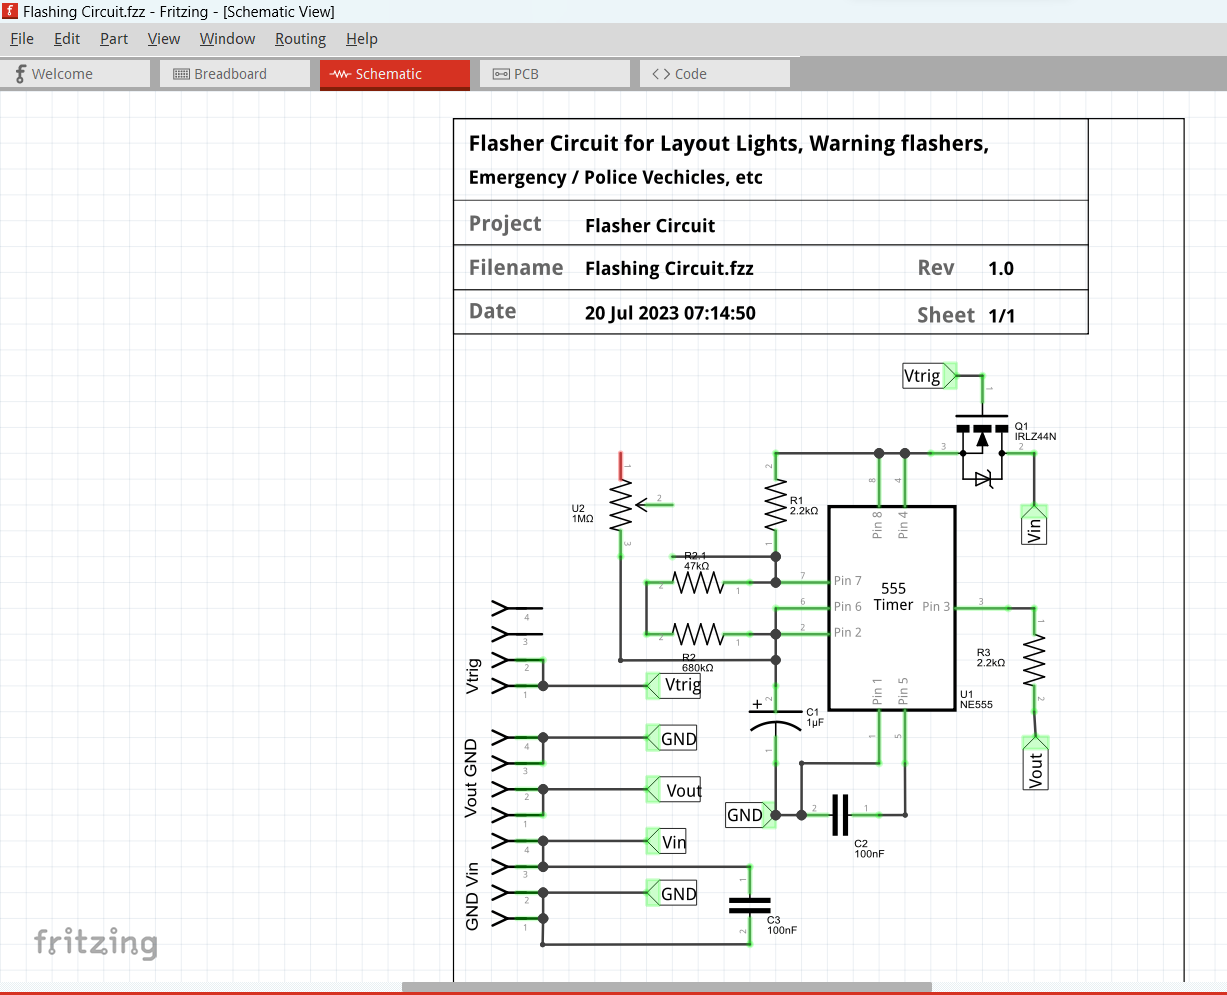 Flashing Circuit.fzz - Fritzing - [Schematic View]
File Edit Part View Window Routing Help
Welcome Breadboard Schematic PCB <> Code
Flasher Circuit for Layout Lights, Warning flashers,
Emergency / Police Vechicles, etc
Project Flasher Circuit
Filename Flashing Circuit.fzz Rev 1.0
Date 20 Jul 2023 07:14:50 Sheet 1/1
Vtrig
1
Q1
IRLZ44N
3 2
1
2
U2
1MΩ
2
3
R1
2.2kΩ
1
8
4
Pin 8
Pin 4
Vin
R2.1
47kΩ
2 1
7 Pin 7
555
Timer
6 Pin 6
Pin 3 3
2 Pin 2
2 1
R2
680kΩ
1
R3
2.2kΩ
2
Vout
4
3
2
1
Vtrig
Vtrig
2
+
C1
1µF
1
Pin 1
Pin 5
U1
NE555
1
5
4
3
2
1
Vout GND
GND
Vout
GND
2 1
C2
100nF
4
3
2
1
GND Vin
Vin
GND
1
C3
100nF
2
fritzing